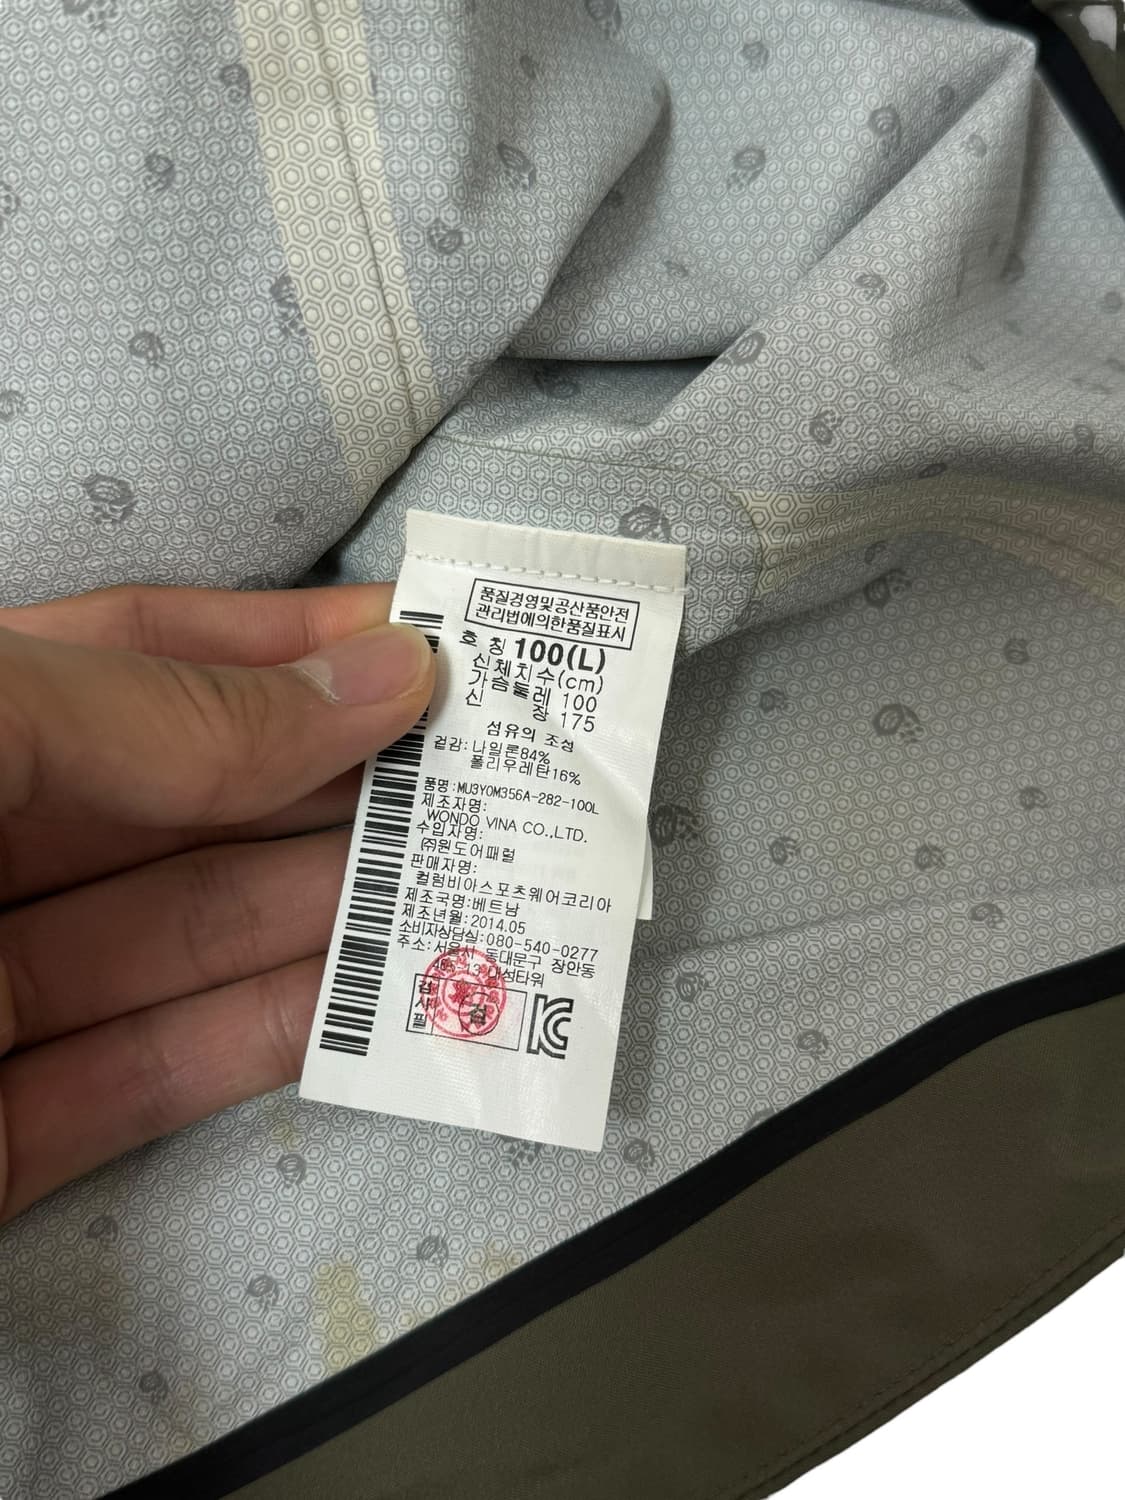 품질경영및공산품안전
관리법에의한품질표시
호 칭 100(L)
신체치수(cm)
가슴둘레 100
신 장 175
섬유의 조성
겉감: 나일론84%
폴리우레탄16%
품명:MU3YOM356A-282-100L
제조자명:
WONDO VINA CO.,LTD.
수입자명:
㈜원도어패럴
판매자명:
컬럼비아스포츠웨어코리아
제조국명:베트남
제조년월:2014.05
소비자상담실:080-540-0277
주소:서울시 동대문구 장안동
대성타워
검사필
검